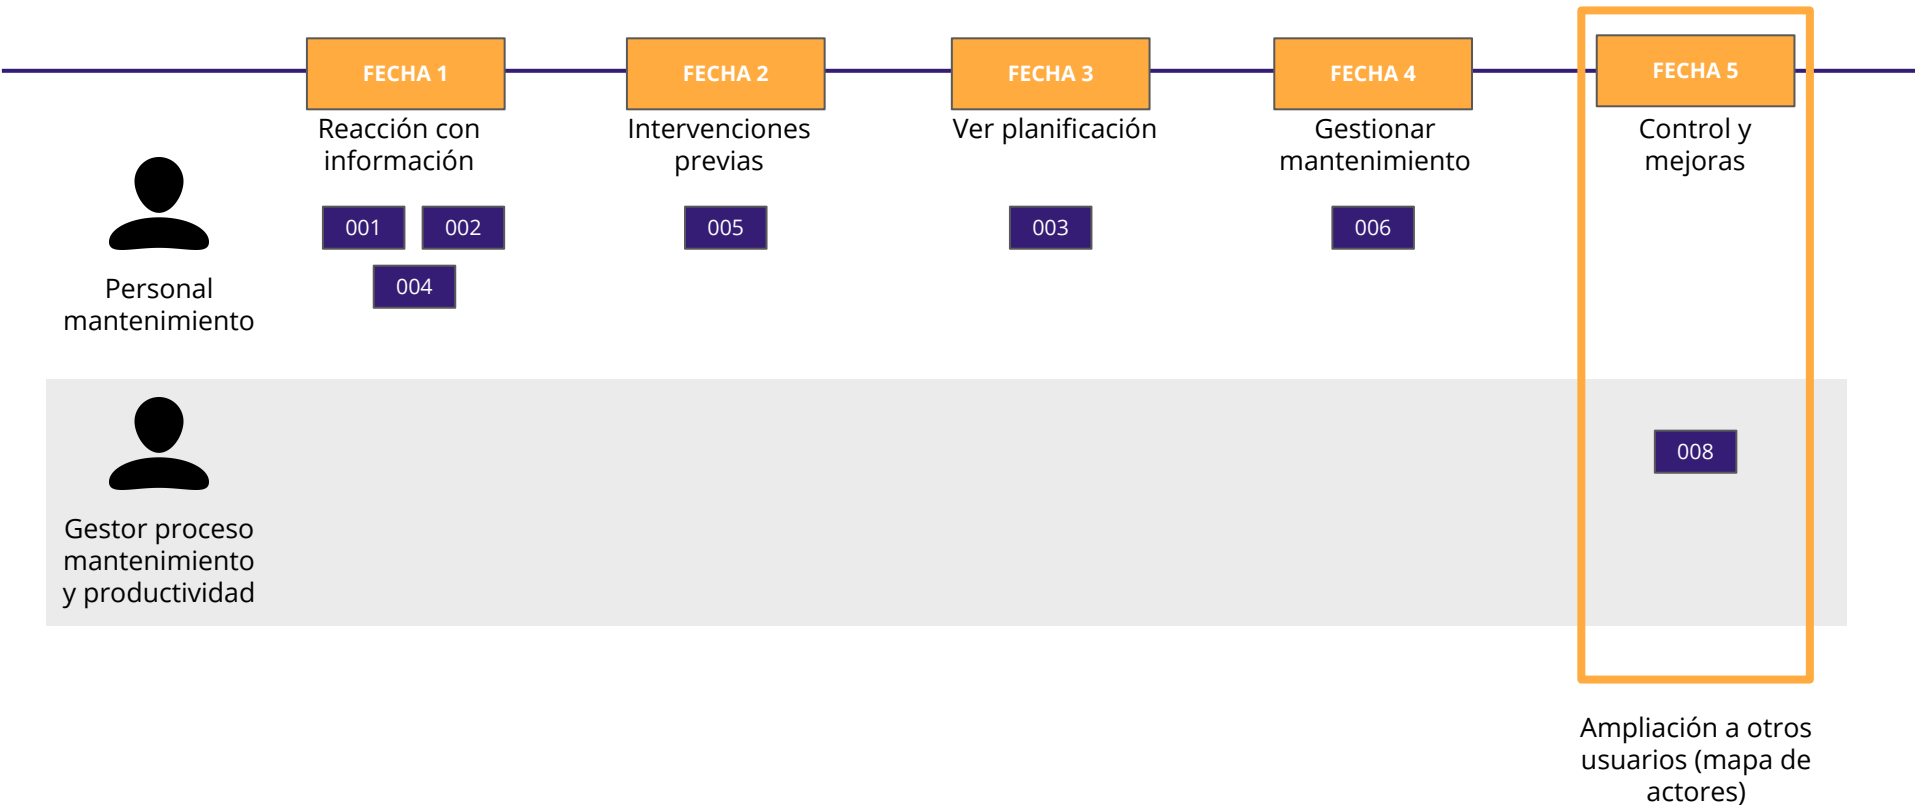 FECHA 1
FECHA 2
FECHA 3
FECHA 4
FECHA 5
Reacción con
información
Intervenciones
previas
Ver planificación
Gestionar
mantenimiento
Control y
mejoras
001
002
005
003
006
004
Personal
mantenimiento
008
Gestor proceso
mantenimiento
y productividad
Ampliación a otros
usuarios (mapa de
actores)